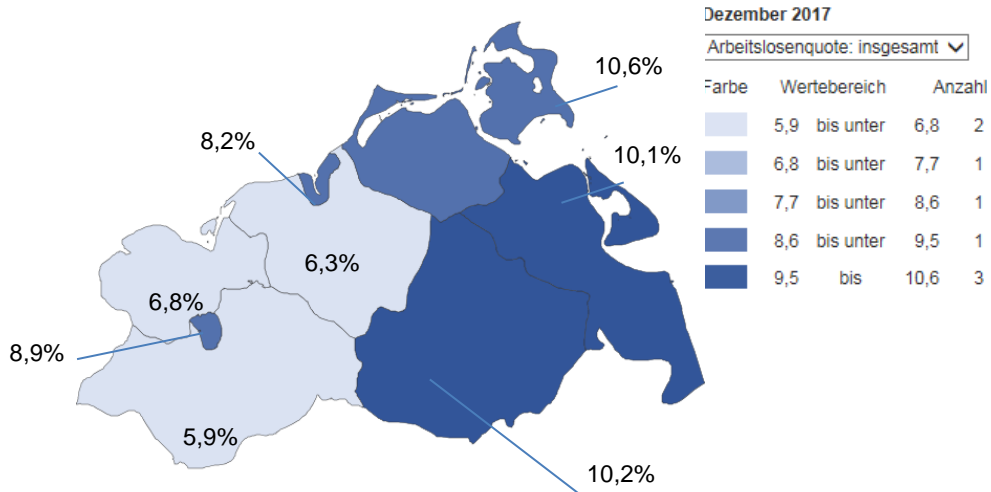 Dezember 2017
Arbeitslosenquote: insgesamt
Farbe Wertebereich Anzahl
5,9 bis unter 6,8 2
6,8 bis unter 7,7 1
7,7 bis unter 8,6 1
8,6 bis unter 9,5 1
9,5 bis 10,6 3
10,6%
8,2%
10,1%
6,3%
6,8%
8,9%
5,9%
10,2%